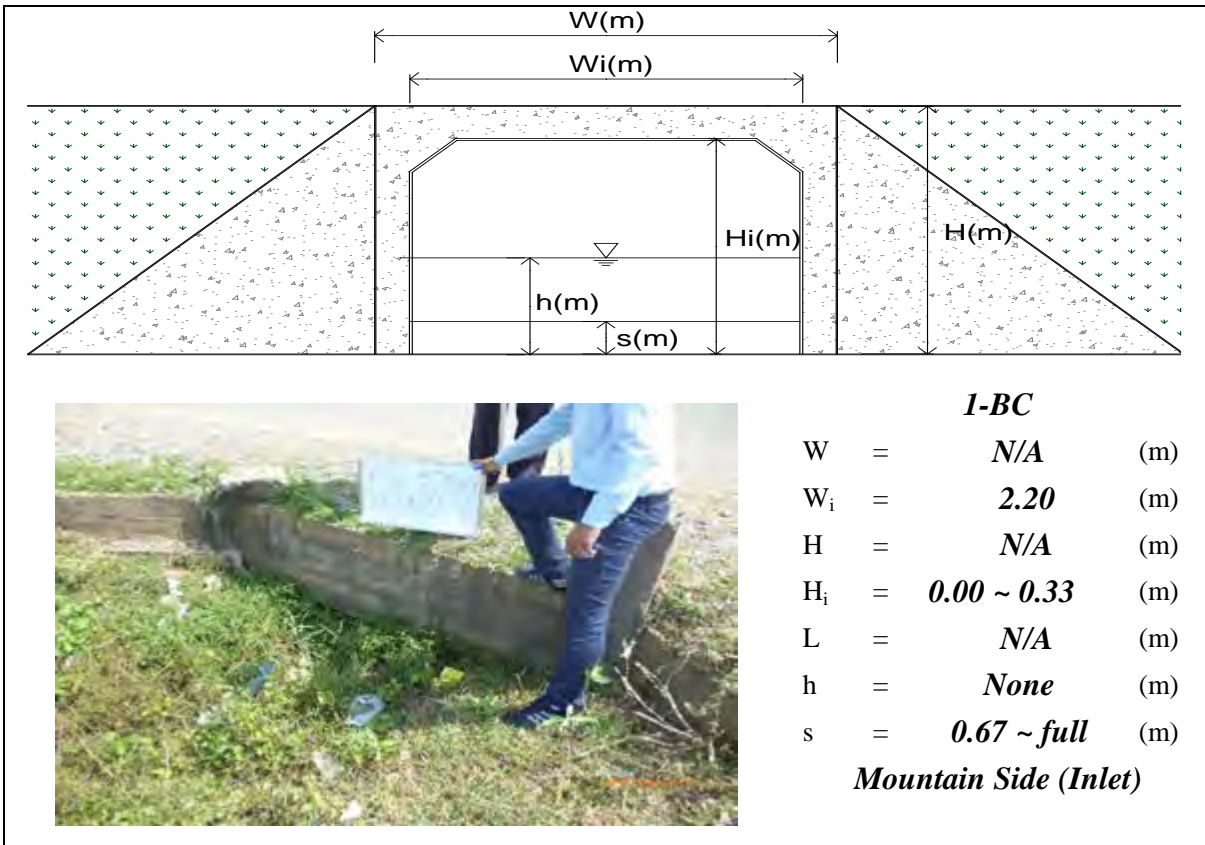 W(m)
Wi(m)
Hi(m)
H(m)
h(m)
s(m)
1-BC
W = N/A (m)
Wi = 2.20 (m)
H = N/A (m)
Hi = 0.00 ~ 0.33 (m)
L = N/A (m)
h = None (m)
s = 0.67 ~ full (m)
Mountain Side (Inlet)